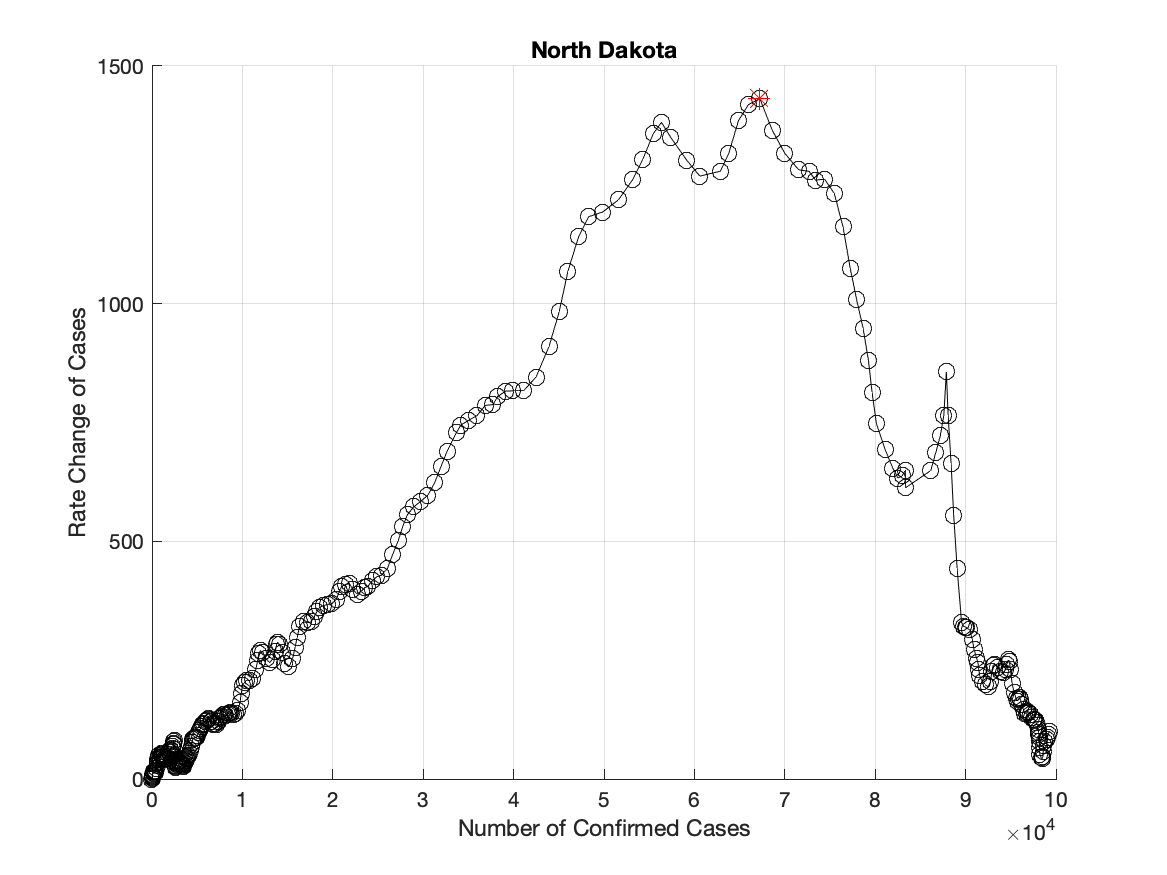 North Dakota
1500
1000
500
0
Rate Change of Cases
0 1 2 3 4 5 6 7 8 9 10
Number of Confirmed Cases
×10⁴